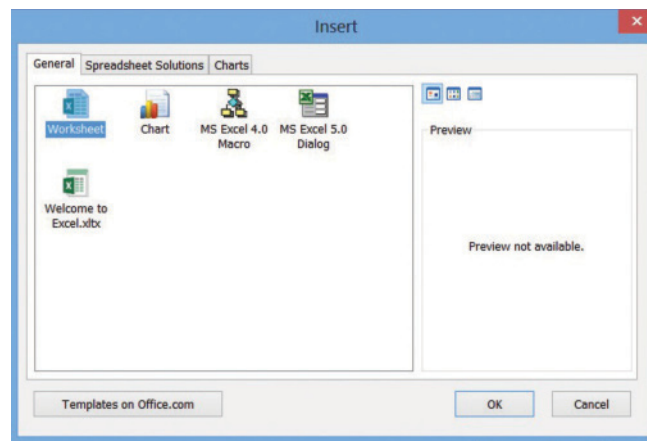 Insert
General Spreadsheet Solutions Charts
Worksheet Chart MS Excel 4.0 Macro MS Excel 5.0 Dialog
Welcome to Excel.xltx
Preview
Preview not available.
Templates on Office.com OK Cancel